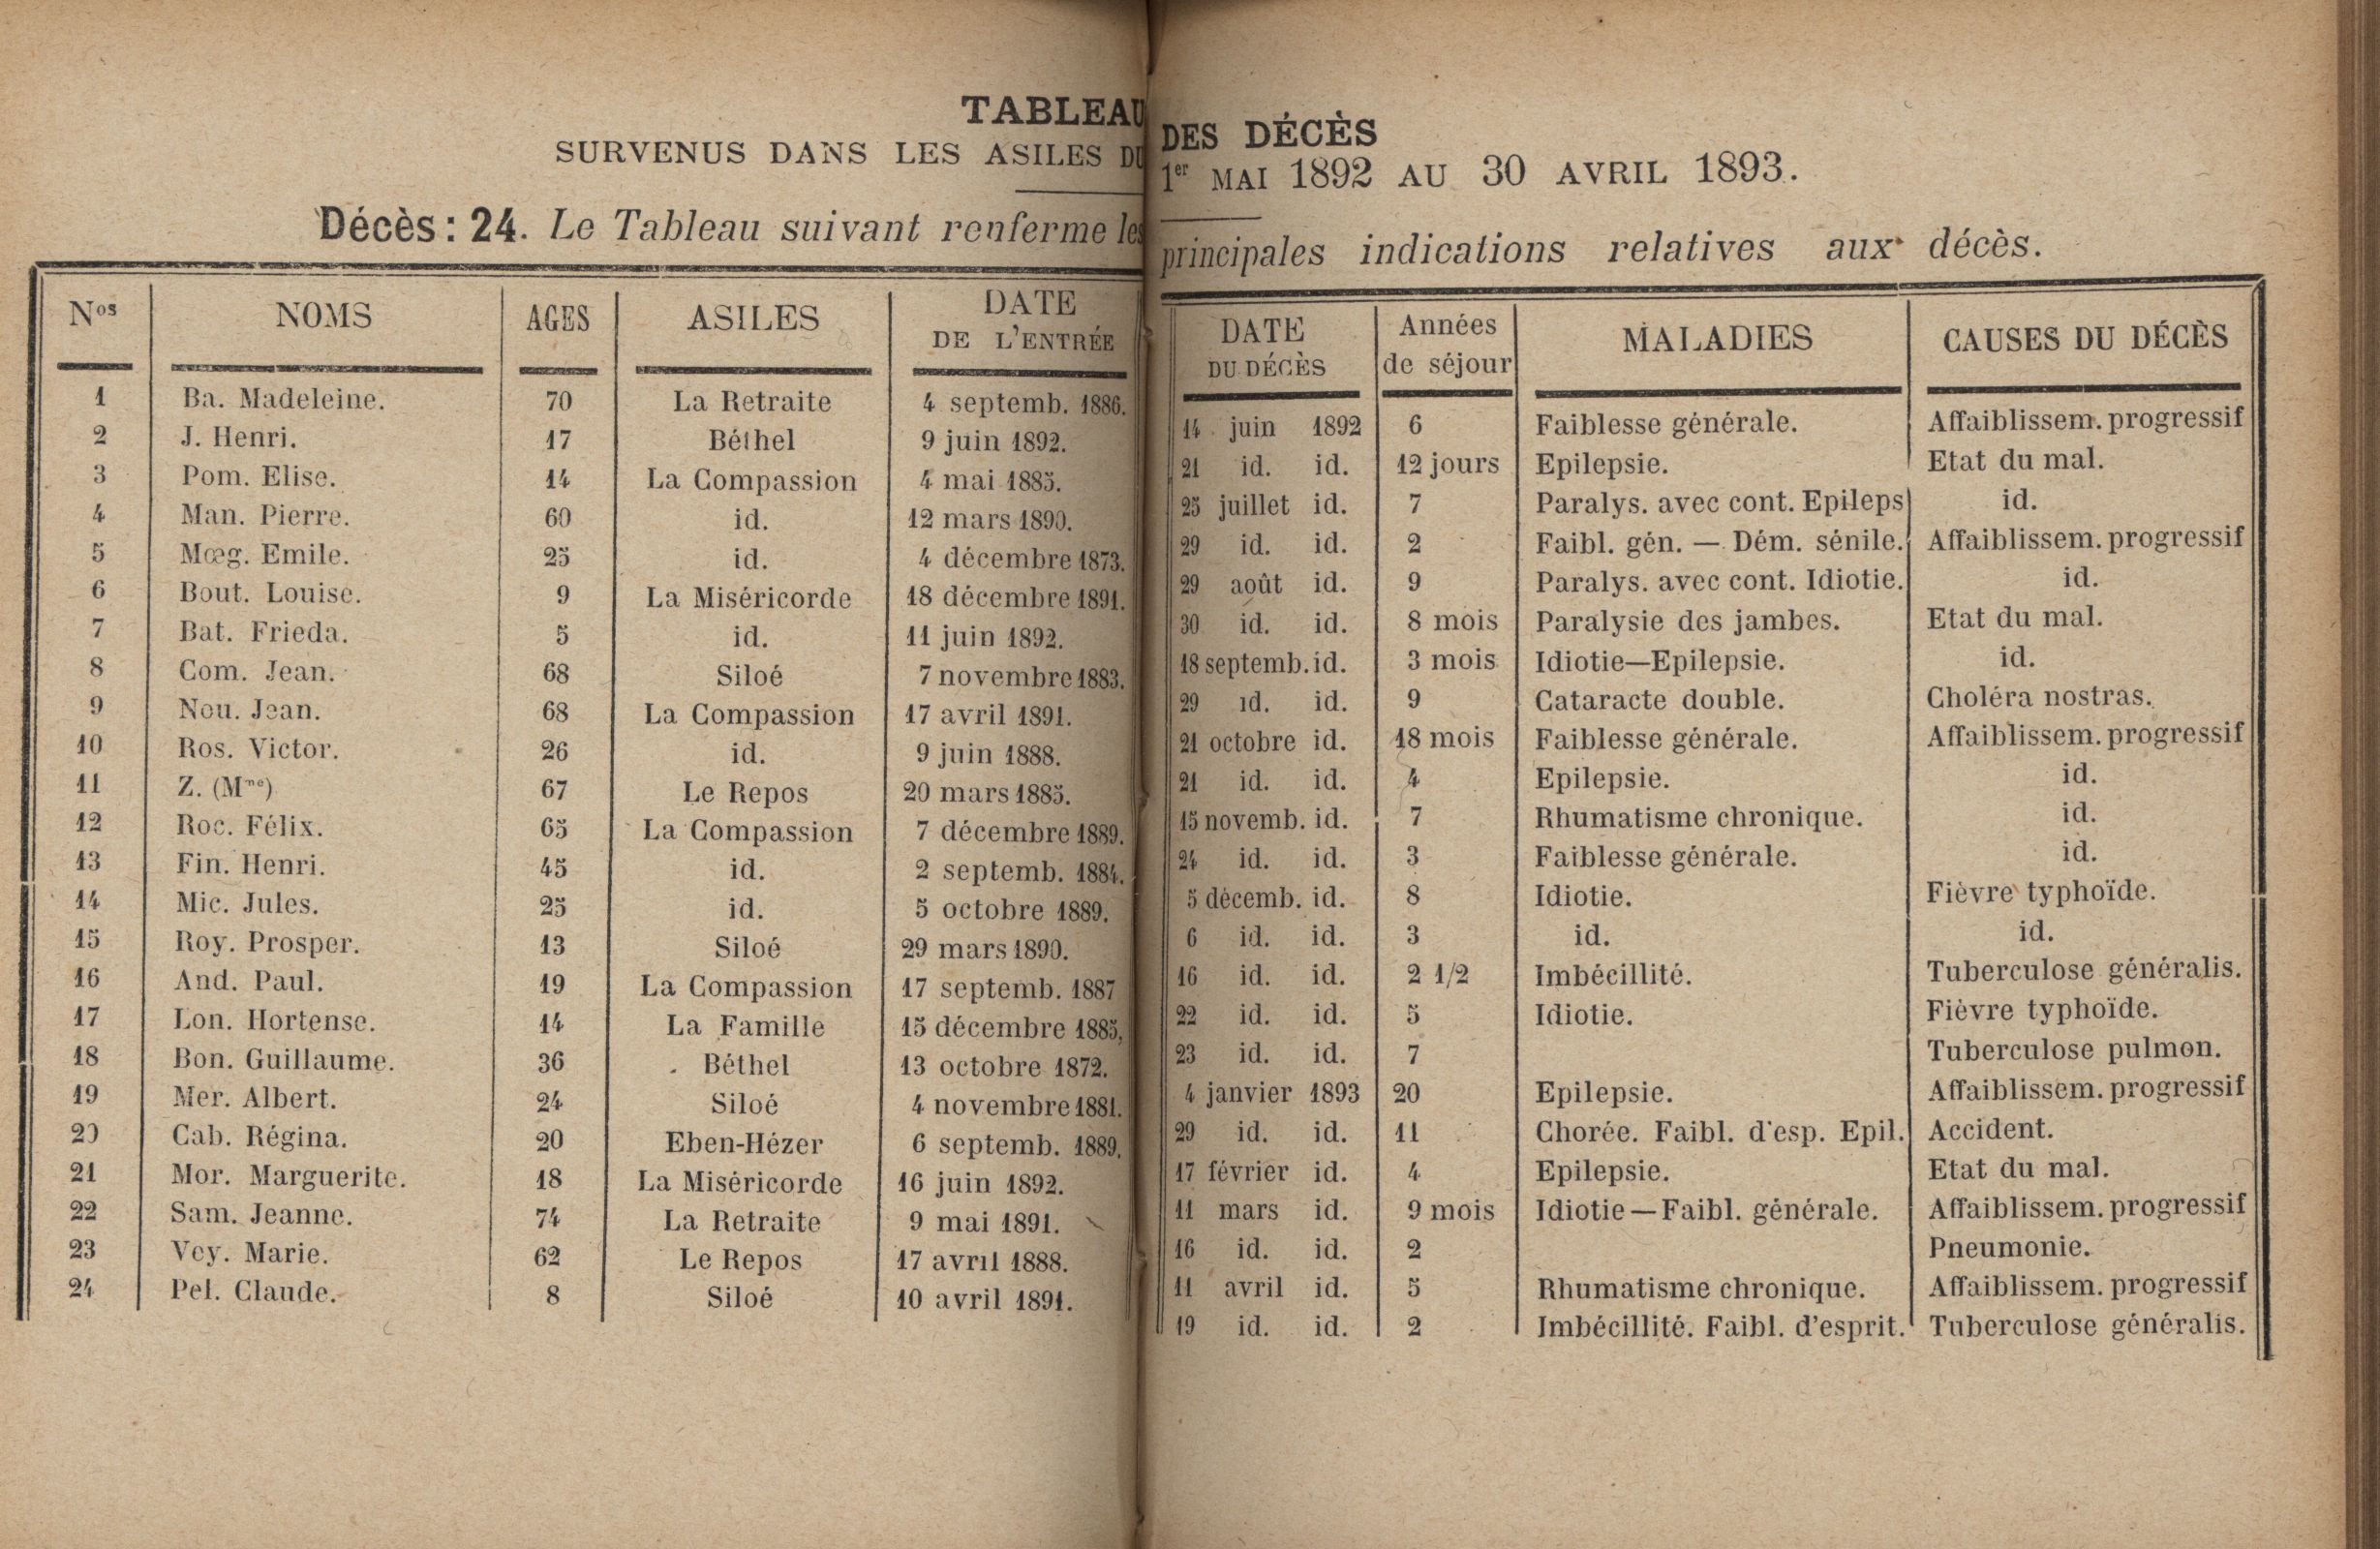 TABLEAU DES DÉCÈS
SURVENUS DANS LES ASILES DU 1er MAI 1892 AU 30 AVRIL 1893.
Décès: 24. Le Tableau suivant renferme les principales indications relatives aux décès.
Nos NOMS AGES ASILES DATE DE L'ENTRÉE DATE DU DÉCÈS Années de séjour MALADIES CAUSES DU DÉCÈS
1 Ba. Madeleine. 70 La Retraite 4 septemb. 1886. 14 juin 1892 6 Faiblesse générale. Affaiblissem. progressif
2 J. Henri. 17 Béthel 9 juin 1892. 21 id. id. 12 jours Epilepsie. Etat du mal.
3 Pom. Elise. 14 La Compassion 4 mai 1885. 25 juillet id. 7 Paralys. avec cont. Epileps id.
4 Man. Pierre. 60 id. 12 mars 1890. 29 id. id. 2 Faibl. gén. — Dém. sénile. Affaiblissem. progressif
5 Mœg. Emile. 25 id. 4 décembre 1873. 29 août id. 9 Paralys. avec cont. Idiotie. id.
6 Bout. Louise. 9 La Miséricorde 18 décembre 1891. 30 id. id. 8 mois Paralysie des jambes. Etat du mal.
7 Bat. Frieda. 5 id. 11 juin 1892. 18 septemb. id. 3 mois Idiotie—Epilepsie. id.
8 Com. Jean. 68 Siloé 7 novembre 1883. 29 id. id. 9 Cataracte double. Choléra nostras.
9 Nou. Jean. 68 La Compassion 17 avril 1891. 21 octobre id. 18 mois Faiblesse générale. Affaiblissem. progressif
10 Ros. Victor. 26 id. 9 juin 1888. 21 id. id. 4 Epilepsie. id.
11 Z. (Mme) 67 Le Repos 20 mars 1885. 15 novemb. id. 7 Rhumatisme chronique. id.
12 Roc. Félix. 65 La Compassion 7 décembre 1889. 24 id. id. 3 Faiblesse générale. id.
13 Fin. Henri. 45 id. 2 septemb. 1884. 5 décemb. id. 8 Idiotie. Fièvre typhoïde.
14 Mic. Jules. 25 id. 5 octobre 1889. 6 id. id. 3 id. id.
15 Roy. Prosper. 13 Siloé 29 mars 1890. 16 id. id. 2 1/2 Imbécillité. Tuberculose généralis.
16 And. Paul. 19 La Compassion 17 septemb. 1887 22 id. id. 5 Idiotie. Fièvre typhoïde.
17 Lon. Hortense. 14 La Famille 15 décembre 1885, 23 id. id. 7 Tuberculose pulmon.
18 Bon. Guillaume. 36 Béthel 13 octobre 1872. 4 janvier 1893 20 Epilepsie. Affaiblissem. progressif
19 Mer. Albert. 24 Siloé 4 novembre 1881. 29 id. id. 11 Chorée. Faibl. d'esp. Epil. Accident.
20 Cab. Régina. 20 Eben-Hézer 6 septemb. 1889, 17 février id. 4 Epilepsie. Etat du mal.
21 Mor. Marguerite. 18 La Miséricorde 16 juin 1892. 11 mars id. 9 mois Idiotie—Faibl. générale. Affaiblissem. progressif
22 Sam. Jeanne. 74 La Retraite 9 mai 1891. 16 id. id. 2 Pneumonie.
23 Vey. Marie. 62 Le Repos 17 avril 1888. 11 avril id. 5 Rhumatisme chronique. Affaiblissem. progressif
24 Pel. Claude. 8 Siloé 10 avril 1891. 19 id. id. 2 Imbécillité. Faibl. d'esprit. Tuberculose généralis.